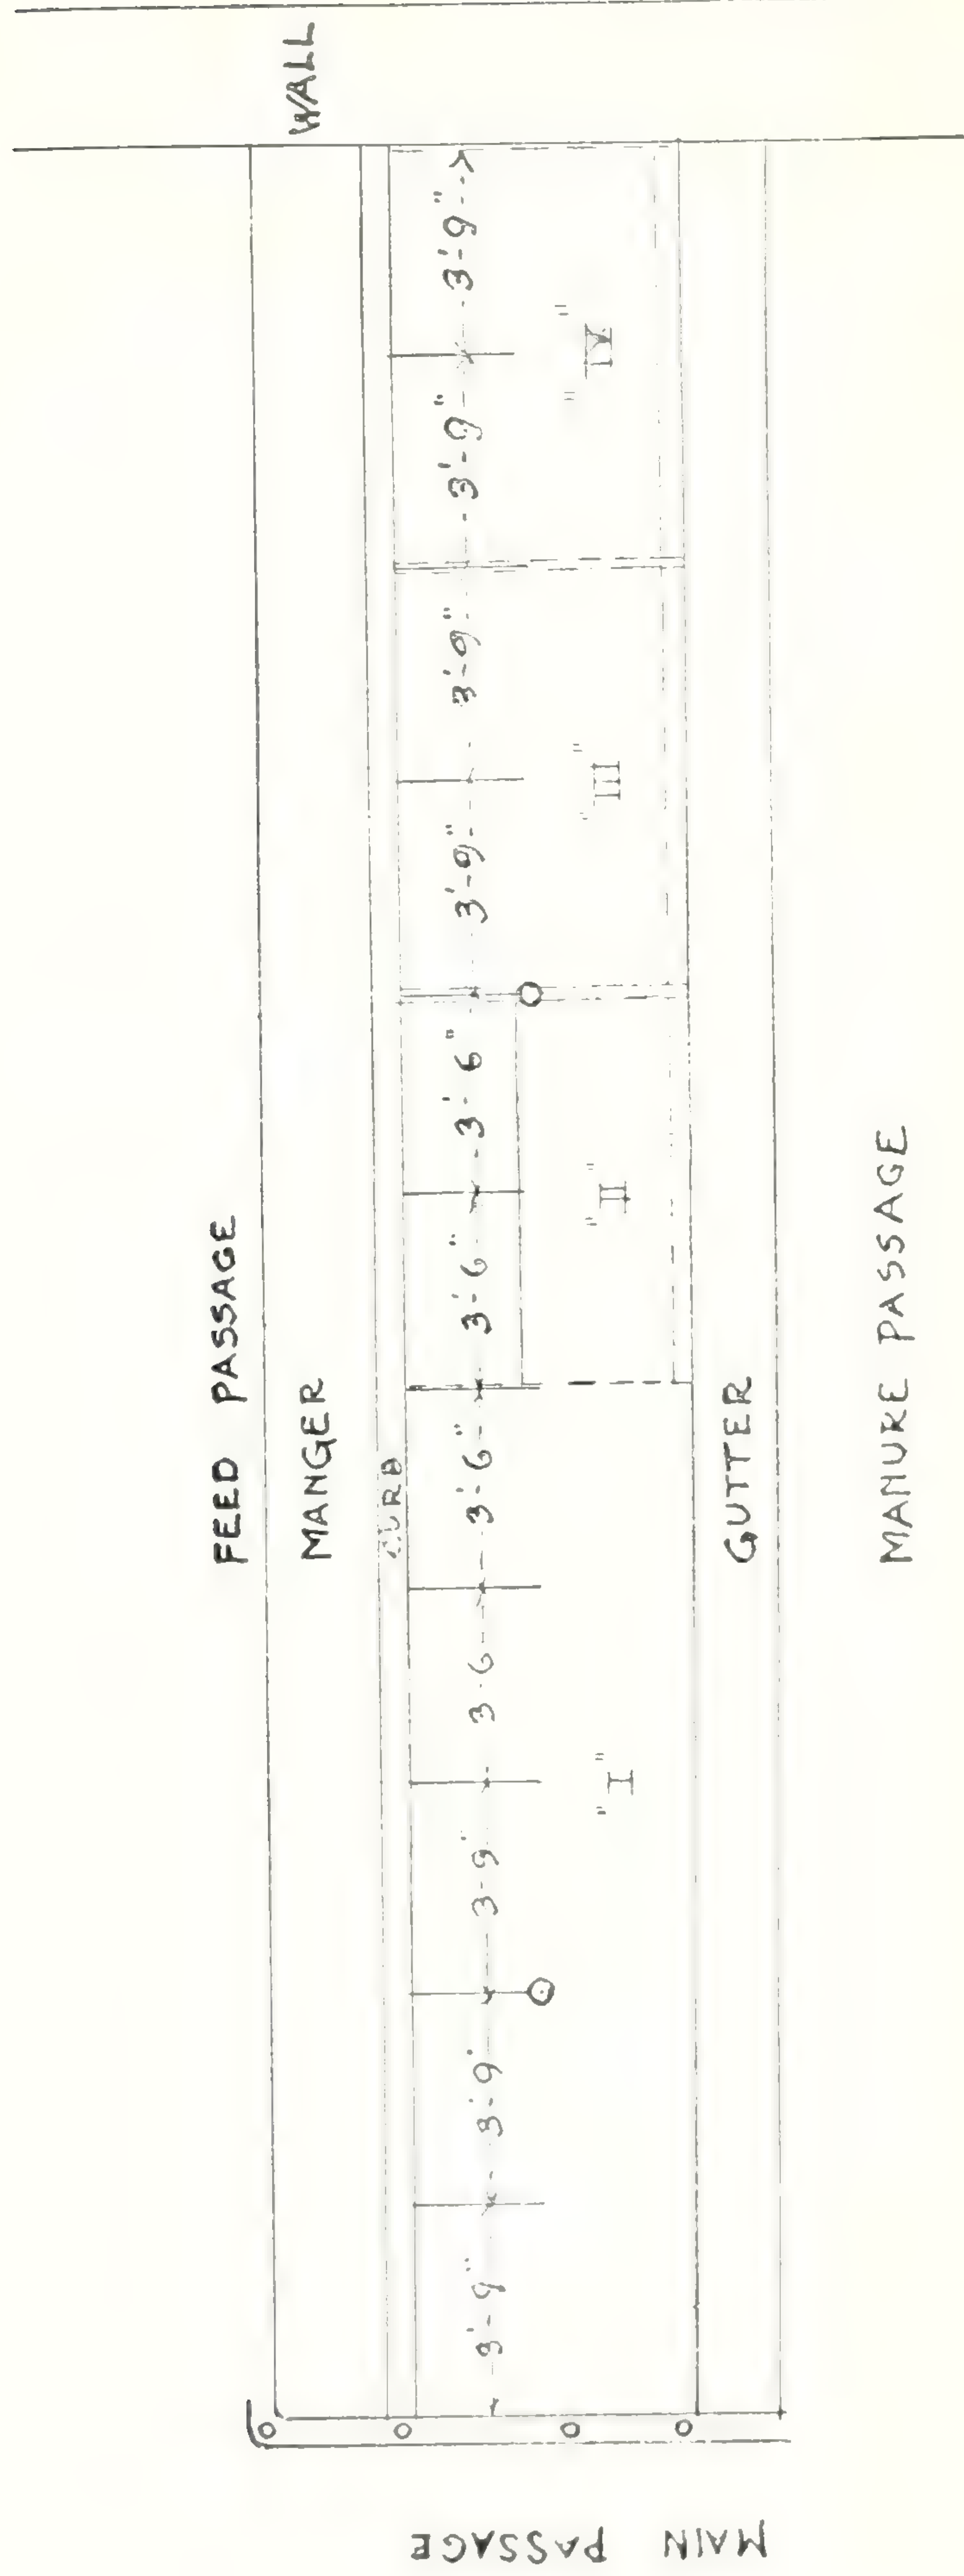 FEED PASSAGE
WALL
MANGER
CURB
3'-9" 3-9" 3-9" 3-6 3'-6" 3'-6" 3'-6" 3'-9" 3'-9" 3'-9" 3'-9"
"I" "II" "III" "IV"
GUTTER
MANURE PASSAGE
MAIN PASSAGE